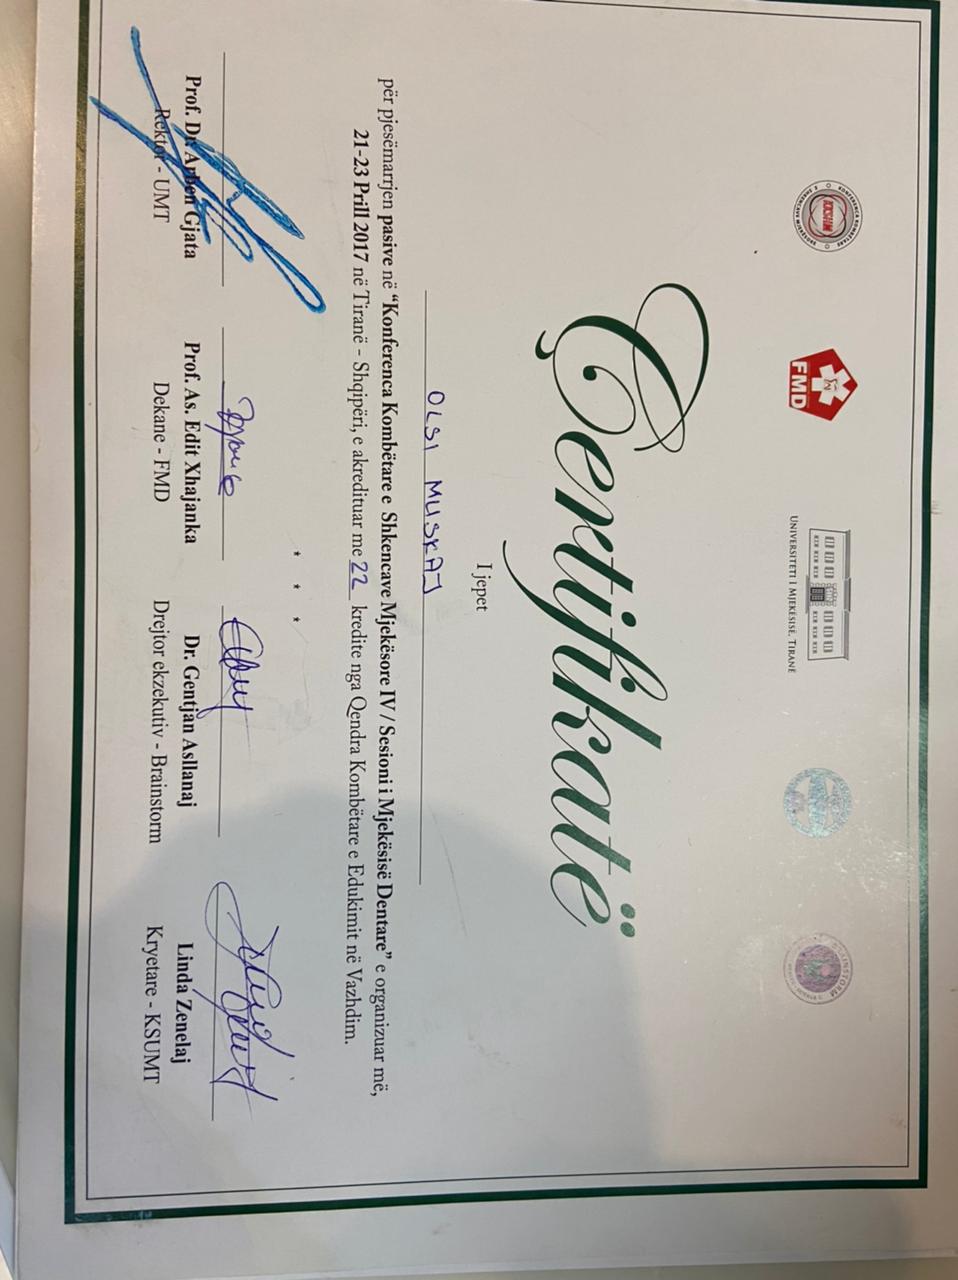 UNIVERSITETI I MJEKËSISË, TIRANË
FMD
Çertifikatë
I jepet
OLSI MUSKAJ
për pjesëmarrjen pasive në “Konferenca Kombëtare e Shkencave Mjekësore IV / Sesioni i Mjekësisë Dentare” e organizuar më,
21-23 Prill 2017 në Tiranë - Shqipëri, e akredituar me 22 kredite nga Qendra Kombëtare e Edukimit në Vazhdim.
* * *
Prof. Dr. Arben Gjata
Rektor - UMT
Prof. As. Edit Xhajanka
Dekane - FMD
Dr. Gentjan Asllanaj
Drejtor ekzekutiv - Brainstorm
Linda Zenelaj
Kryetare - KSUMT